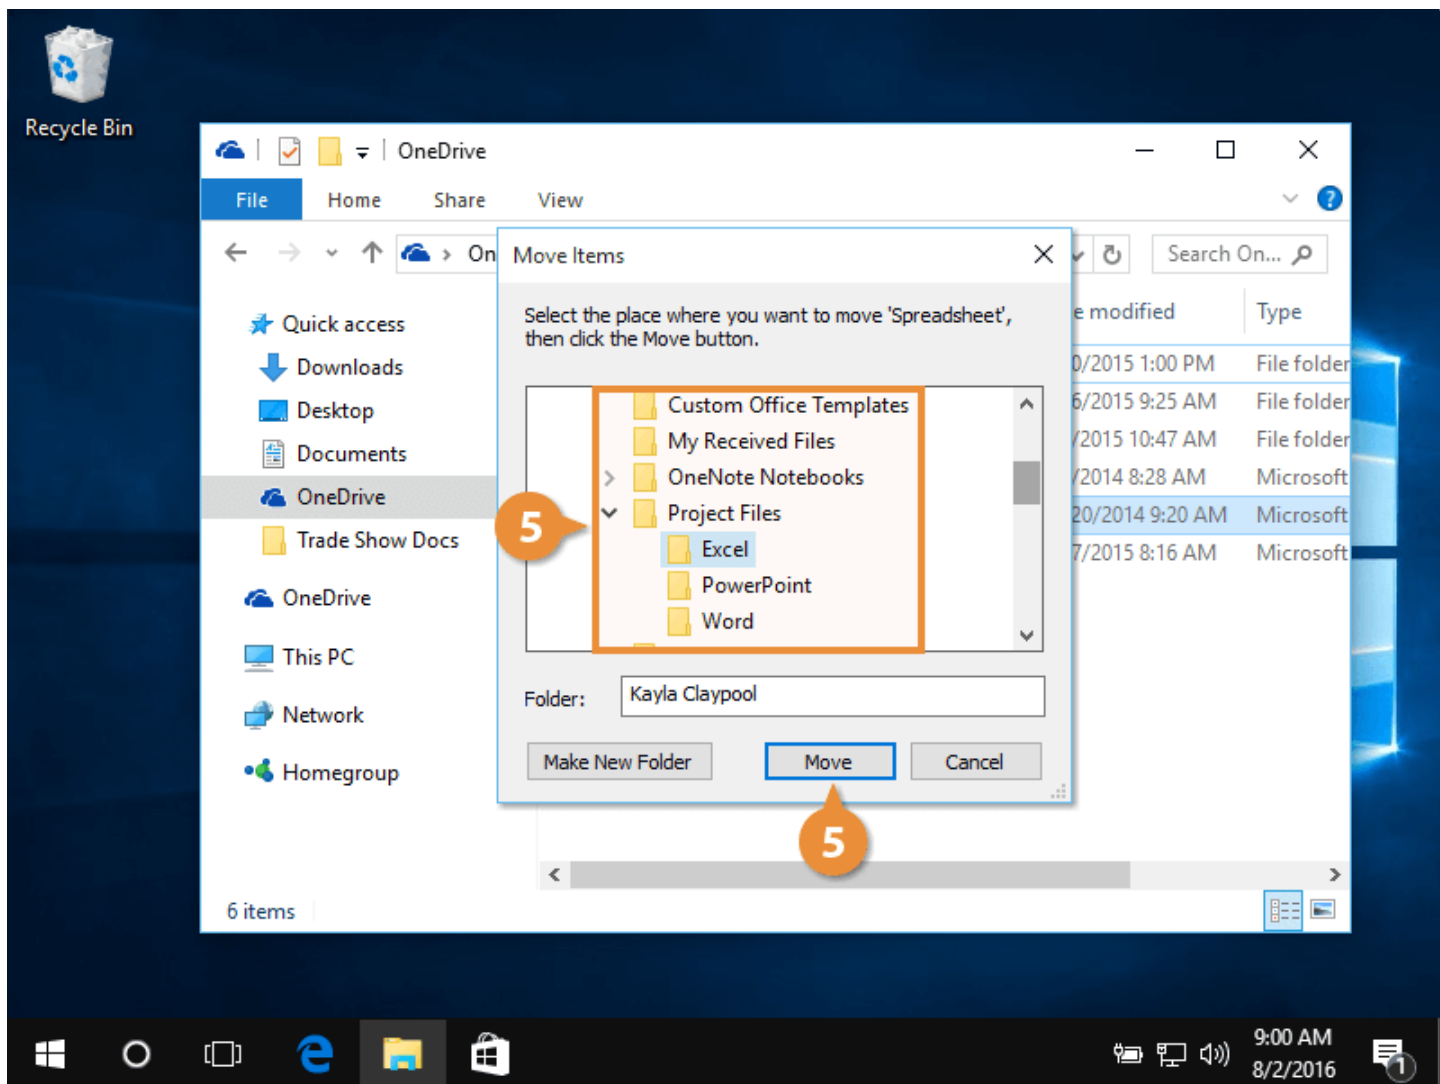 Recycle Bin
OneDrive
File Home Share View
?
On
Search On...
Move Items
Select the place where you want to move 'Spreadsheet',
then click the Move button.
e modified Type
Quick access
Downloads
Desktop
Documents
OneDrive
Trade Show Docs
OneDrive
This PC
Network
Homegroup
Custom Office Templates
My Received Files
OneNote Notebooks
Project Files
Excel
PowerPoint
Word
5
0/2015 1:00 PM File folder
6/2015 9:25 AM File folder
/2015 10:47 AM File folder
/2014 8:28 AM Microsoft
20/2014 9:20 AM Microsoft
7/2015 8:16 AM Microsoft
Folder: Kayla Claypool
Make New Folder Move Cancel
5
6 items
9:00 AM
8/2/2016
1